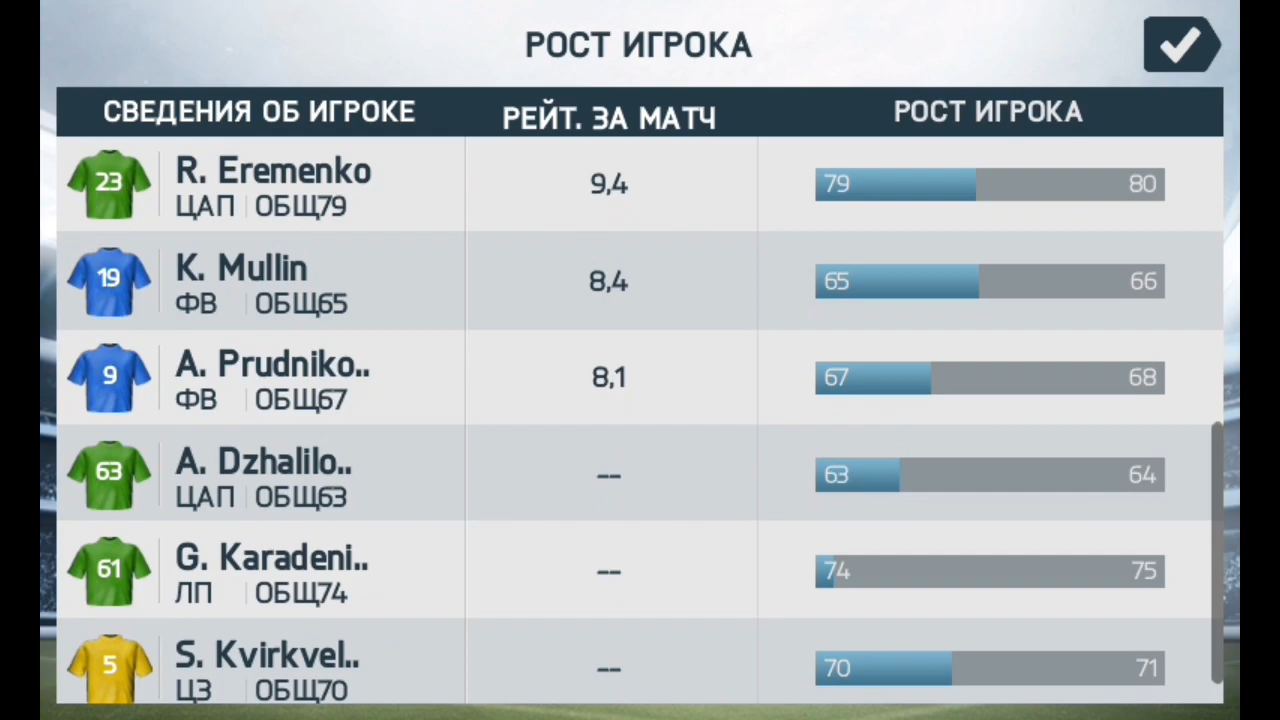 РОСТ ИГРОКА
СВЕДЕНИЯ ОБ ИГРОКЕ РЕЙТ. ЗА МАТЧ РОСТ ИГРОКА
23 R. Eremenko
ЦАП ОБЩ79 9,4 79 80
19 K. Mullin
ФВ ОБЩ65 8,4 65 66
9 A. Prudniko..
ФВ ОБЩ67 8,1 67 68
63 A. Dzhalilo..
ЦАП ОБЩ63 -- 63 64
61 G. Karadeni..
ЛП ОБЩ74 -- 74 75
5 S. Kvirkvel..
ЦЗ ОБЩ70 -- 70 71